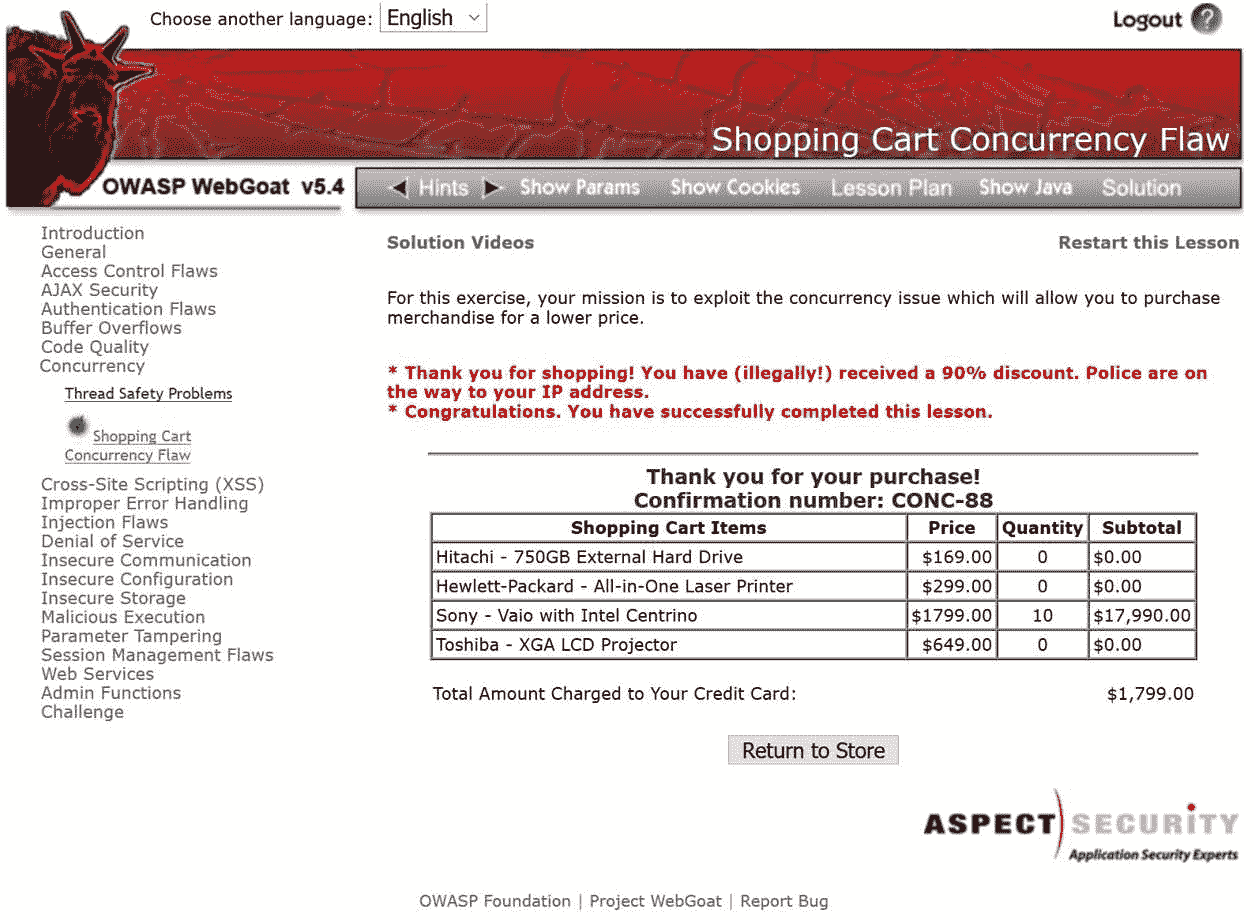 Choose another language: English
Logout ?
Shopping Cart Concurrency Flaw
OWASP WebGoat v5.4
Hints Show Params Show Cookies Lesson Plan Show Java Solution
Introduction
General
Access Control Flaws
AJAX Security
Authentication Flaws
Buffer Overflows
Code Quality
Concurrency
Thread Safety Problems
Shopping Cart
Concurrency Flaw
Cross-Site Scripting (XSS)
Improper Error Handling
Injection Flaws
Denial of Service
Insecure Communication
Insecure Configuration
Insecure Storage
Malicious Execution
Parameter Tampering
Session Management Flaws
Web Services
Admin Functions
Challenge
Solution Videos Restart this Lesson
For this exercise, your mission is to exploit the concurrency issue which will allow you to purchase
merchandise for a lower price.
* Thank you for shopping! You have (illegally!) received a 90% discount. Police are on
the way to your IP address.
* Congratulations. You have successfully completed this lesson.
Thank you for your purchase!
Confirmation number: CONC-88
Shopping Cart Items Price Quantity Subtotal
Hitachi - 750GB External Hard Drive $169.00 0 $0.00
Hewlett-Packard - All-in-One Laser Printer $299.00 0 $0.00
Sony - Vaio with Intel Centrino $1799.00 10 $17,990.00
Toshiba - XGA LCD Projector $649.00 0 $0.00
Total Amount Charged to Your Credit Card: $1,799.00
Return to Store
ASPECT SECURITY
Application Security Experts
OWASP Foundation | Project WebGoat | Report Bug